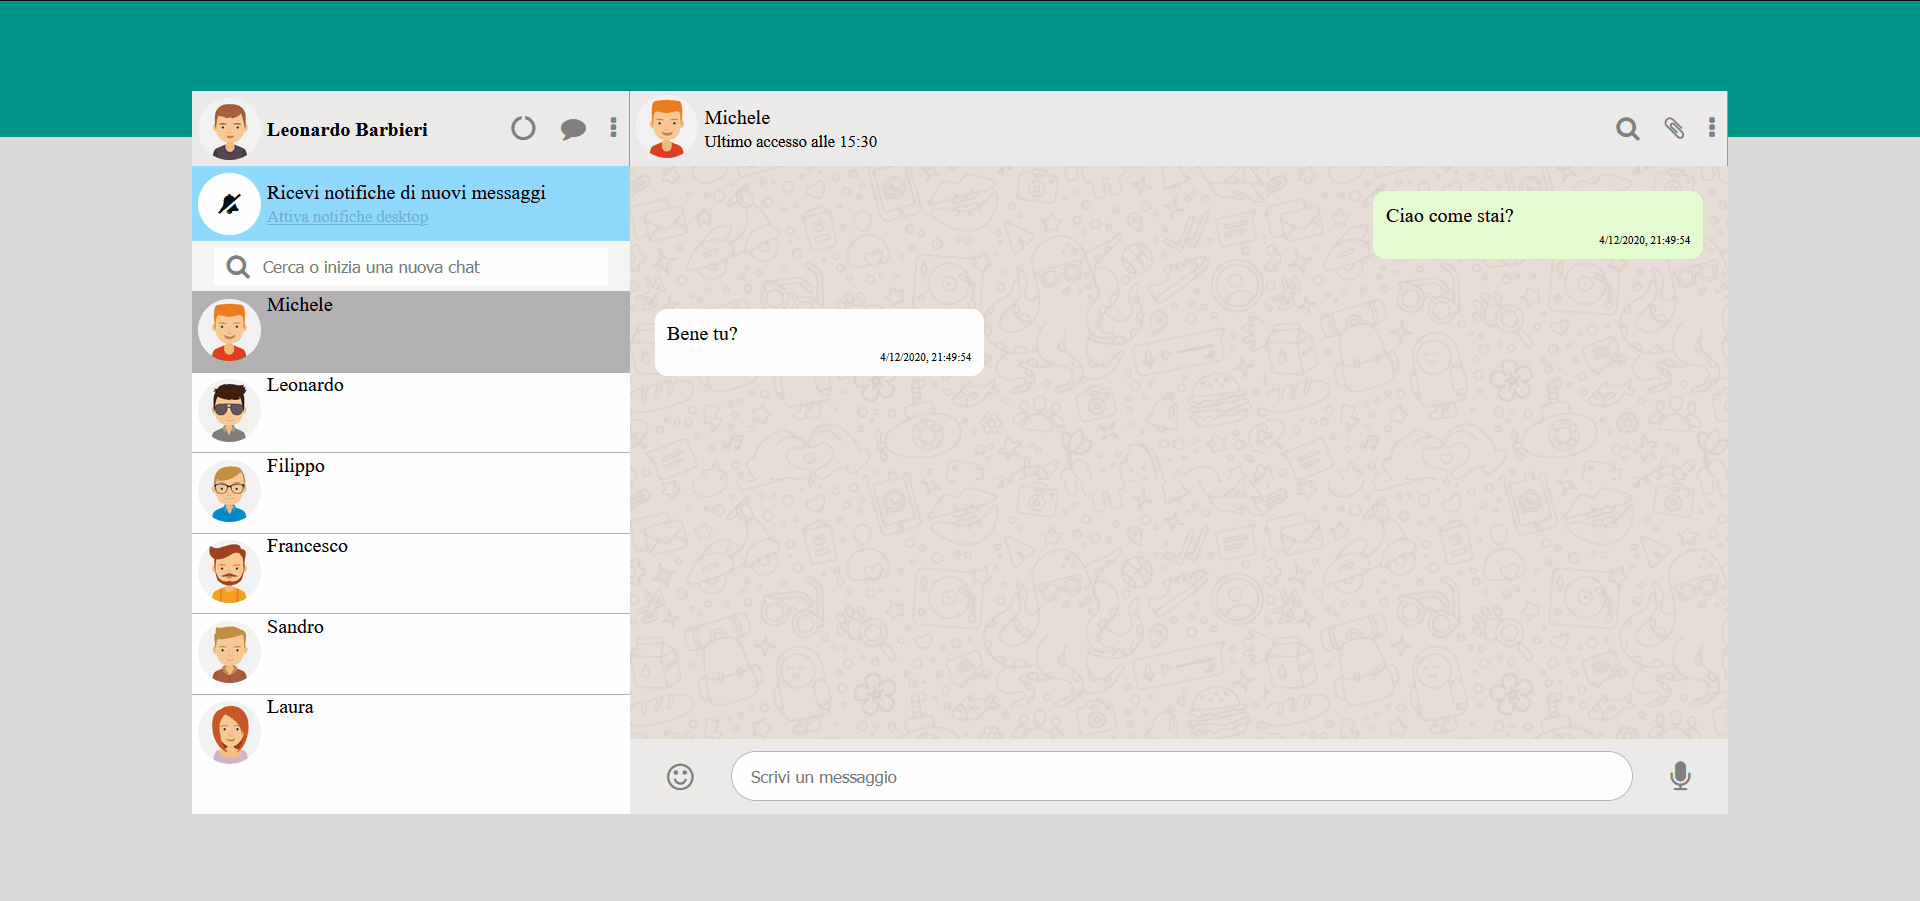 Leonardo Barbieri
Ricevi notifiche di nuovi messaggi
Attiva notifiche desktop
Cerca o inizia una nuova chat
Michele
Leonardo
Filippo
Francesco
Sandro
Laura
Michele
Ultimo accesso alle 15:30
Ciao come stai?
4/12/2020, 21:49:54
Bene tu?
4/12/2020, 21:49:54
Scrivi un messaggio